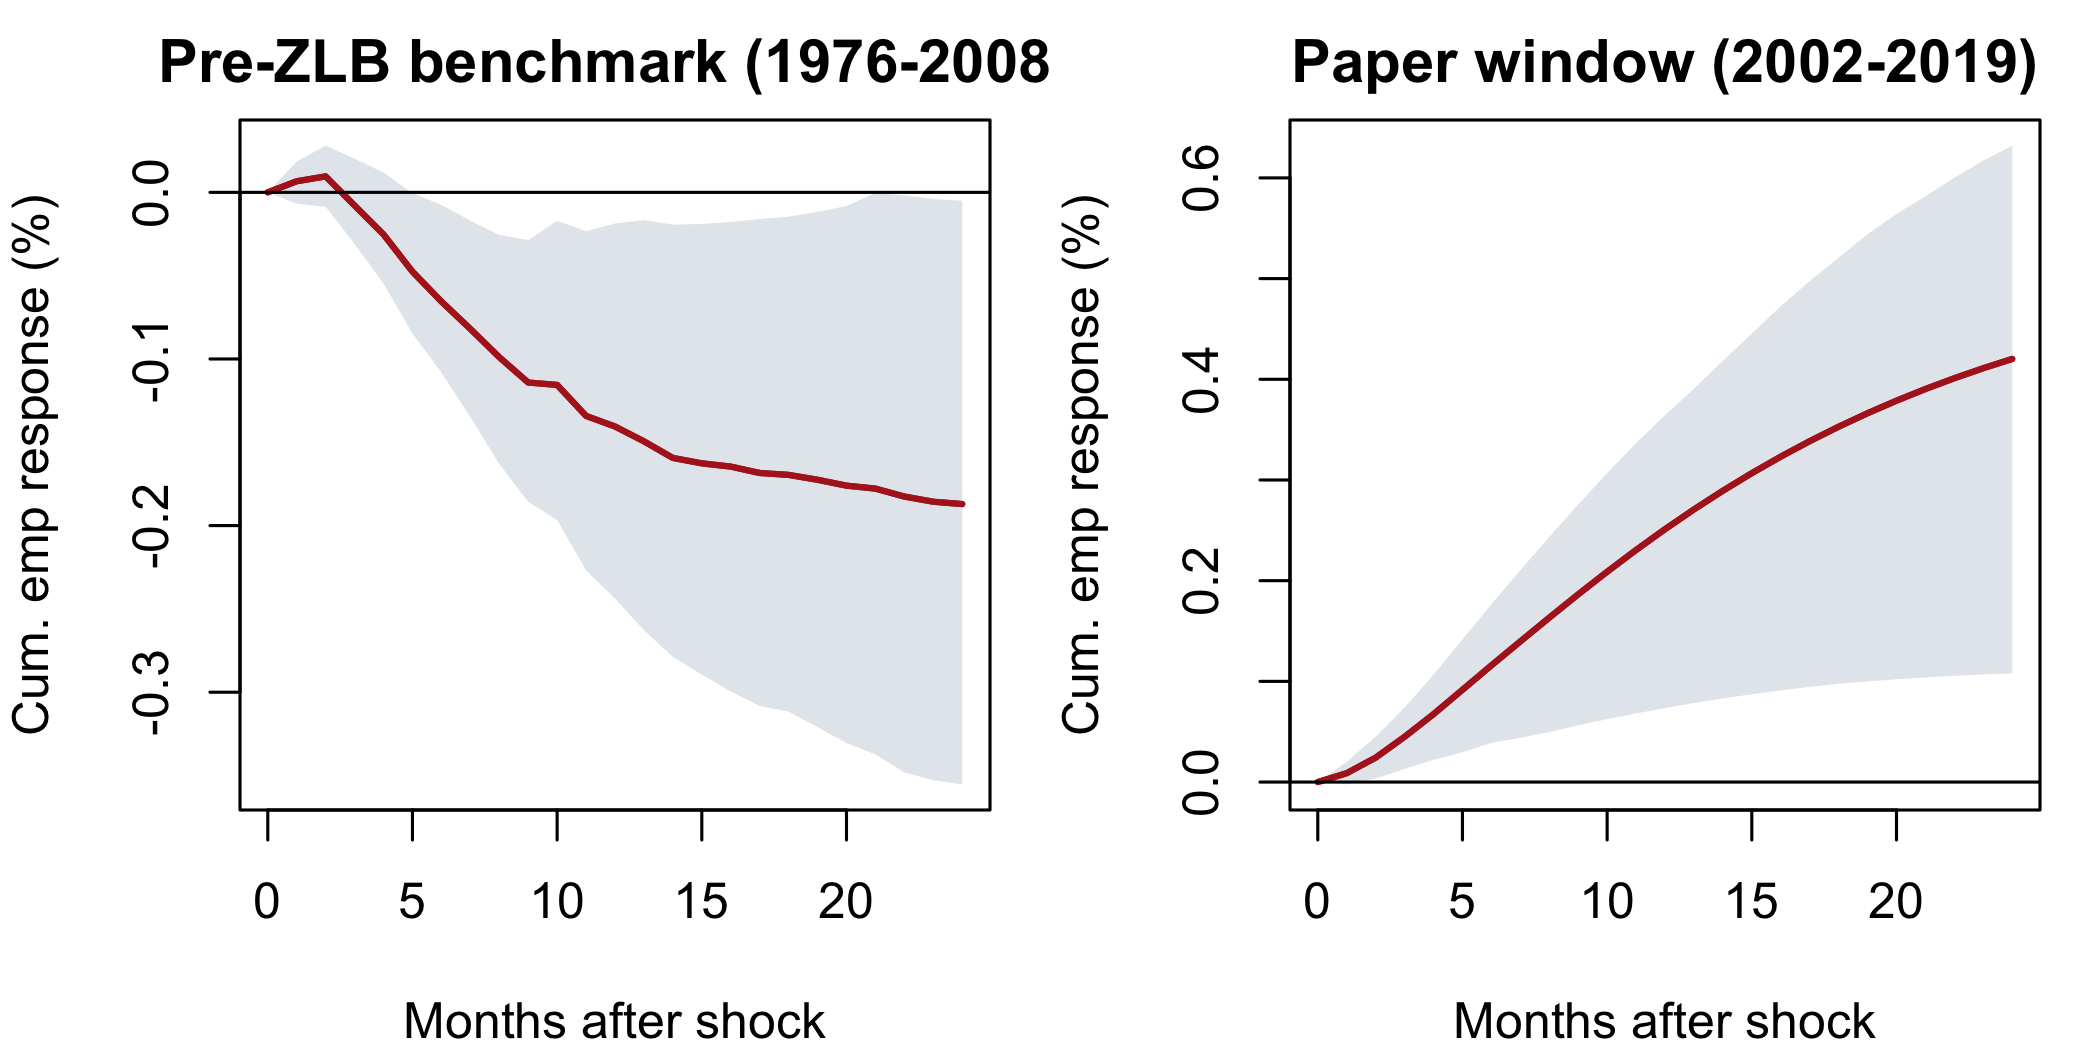 Pre-ZLB benchmark (1976-2008
Cum. emp response (%)
0.0
-0.1
-0.2
-0.3
0 5 10 15 20
Months after shock
Paper window (2002-2019)
Cum. emp response (%)
0.6
0.4
0.2
0.0
0 5 10 15 20
Months after shock